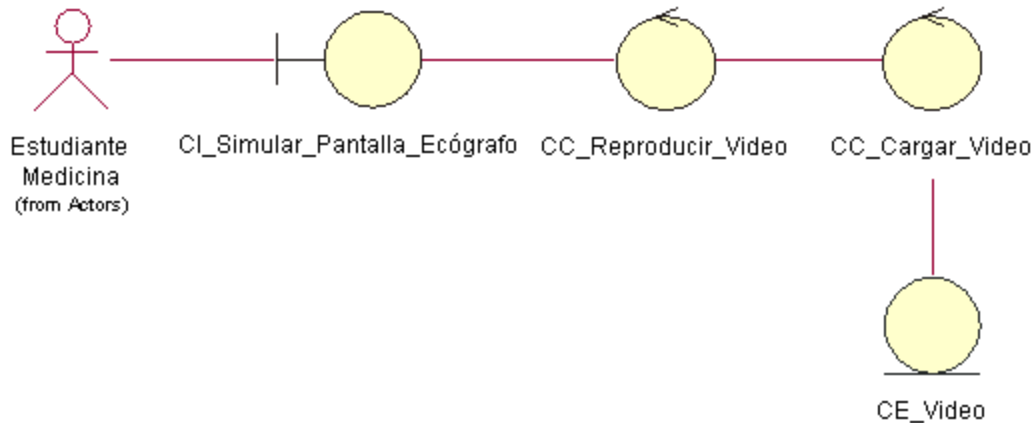 Estudiante
Medicina
(from Actors)
CI_Simular_Pantalla_Ecógrafo
CC_Reproducir_Video
CC_Cargar_Video
CE_Video